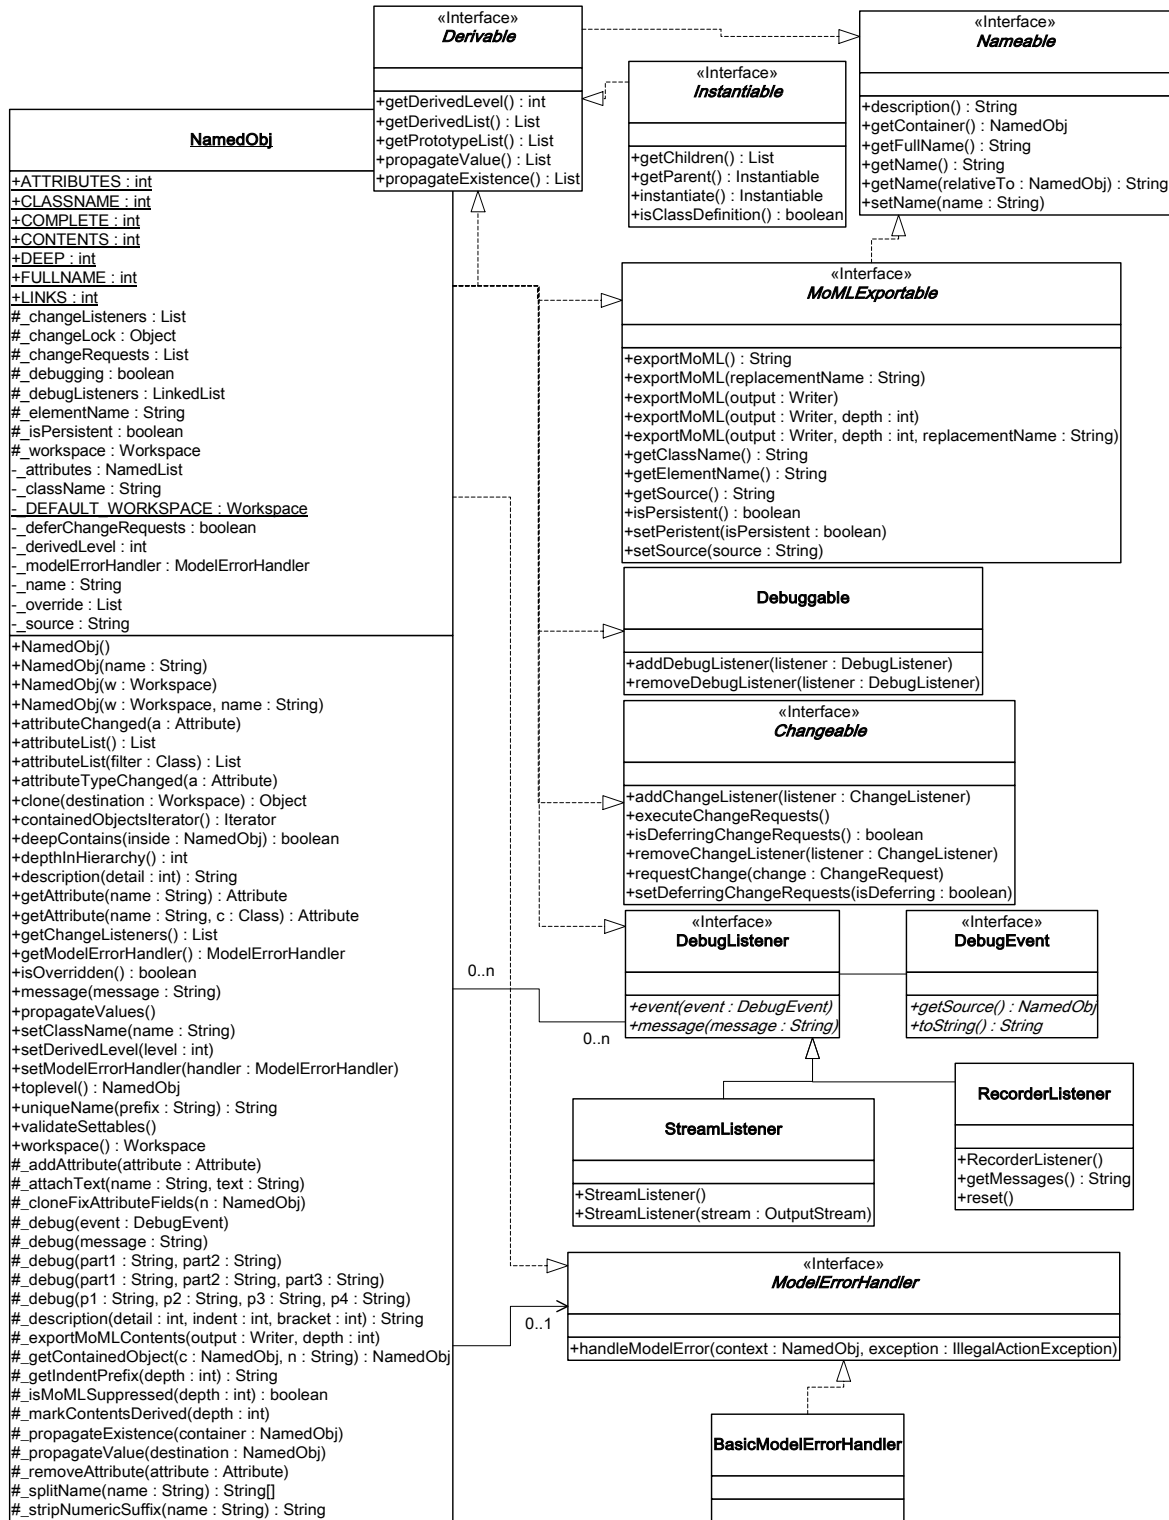 «Interface»
Derivable
+getDerivedLevel() : int
+getDerivedList() : List
+getPrototypeList() : List
+propagateValue() : List
+propagateExistence() : List
«Interface»
Nameable
+description() : String
+getContainer() : NamedObj
+getFullName() : String
+getName() : String
+getName(relativeTo : NamedObj) : String
+setName(name : String)
«Interface»
Instantiable
+getChildren() : List
+getParent() : Instantiable
+instantiate() : Instantiable
+isClassDefinition() : boolean
NamedObj
+ATTRIBUTES : int
+CLASSNAME : int
+COMPLETE : int
+CONTENTS : int
+DEEP : int
+FULLNAME : int
+LINKS : int
#_changeListeners : List
#_changeLock : Object
#_changeRequests : List
#_debugging : boolean
#_debugListeners : LinkedList
#_elementName : String
#_isPersistent : boolean
#_workspace : Workspace
-_attributes : NamedList
-_className : String
-_DEFAULT_WORKSPACE : Workspace
-_deferChangeRequests : boolean
-_derivedLevel : int
-_modelErrorHandler : ModelErrorHandler
-_name : String
-_override : List
-_source : String
+NamedObj()
+NamedObj(name : String)
+NamedObj(w : Workspace)
+NamedObj(w : Workspace, name : String)
+attributeChanged(a : Attribute)
+attributeList() : List
+attributeList(filter : Class) : List
+attributeTypeChanged(a : Attribute)
+clone(destination : Workspace) : Object
+containedObjectsIterator() : Iterator
+deepContains(inside : NamedObj) : boolean
+depthInHierarchy() : int
+description(detail : int) : String
+getAttribute(name : String) : Attribute
+getAttribute(name : String, c : Class) : Attribute
+getChangeListeners() : List
+getModelErrorHandler() : ModelErrorHandler
+isOverridden() : boolean
+message(message : String)
+propagateValues()
+setClassName(name : String)
+setDerivedLevel(level : int)
+setModelErrorHandler(handler : ModelErrorHandler)
+toplevel() : NamedObj
+uniqueName(prefix : String) : String
+validateSettables()
+workspace() : Workspace
#_addAttribute(attribute : Attribute)
#_attachText(name : String, text : String)
#_cloneFixAttributeFields(n : NamedObj)
#_debug(event : DebugEvent)
#_debug(message : String)
#_debug(part1 : String, part2 : String)
#_debug(part1 : String, part2 : String, part3 : String)
#_debug(p1 : String, p2 : String, p3 : String, p4 : String)
#_description(detail : int, indent : int, bracket : int) : String
#_exportMoMLContents(output : Writer, depth : int)
#_getContainedObject(c : NamedObj, n : String) : NamedObj
#_getIndentPrefix(depth : int) : String
#_isMoMLSuppressed(depth : int) : boolean
#_markContentsDerived(depth : int)
#_propagateExistence(container : NamedObj)
#_propagateValue(destination : NamedObj)
#_removeAttribute(attribute : Attribute)
#_splitName(name : String) : String[]
#_stripNumericSuffix(name : String) : String
«Interface»
MoMLExportable
+exportMoML() : String
+exportMoML(replacementName : String)
+exportMoML(output : Writer)
+exportMoML(output : Writer, depth : int)
+exportMoML(output : Writer, depth : int, replacementName : String)
+getClassName() : String
+getElementName() : String
+getSource() : String
+isPersistent() : boolean
+setPeristent(isPersistent : boolean)
+setSource(source : String)
Debuggable
+addDebugListener(listener : DebugListener)
+removeDebugListener(listener : DebugListener)
«Interface»
Changeable
+addChangeListener(listener : ChangeListener)
+executeChangeRequests()
+isDeferringChangeRequests() : boolean
+removeChangeListener(listener : ChangeListener)
+requestChange(change : ChangeRequest)
+setDeferringChangeRequests(isDeferring : boolean)
«Interface»
DebugListener
+event(event : DebugEvent)
+message(message : String)
«Interface»
DebugEvent
+getSource() : NamedObj
+toString() : String
0..n
0..n
StreamListener
+StreamListener()
+StreamListener(stream : OutputStream)
RecorderListener
+RecorderListener()
+getMessages() : String
+reset()
«Interface»
ModelErrorHandler
+handleModelError(context : NamedObj, exception : IllegalActionException)
0..1
BasicModelErrorHandler